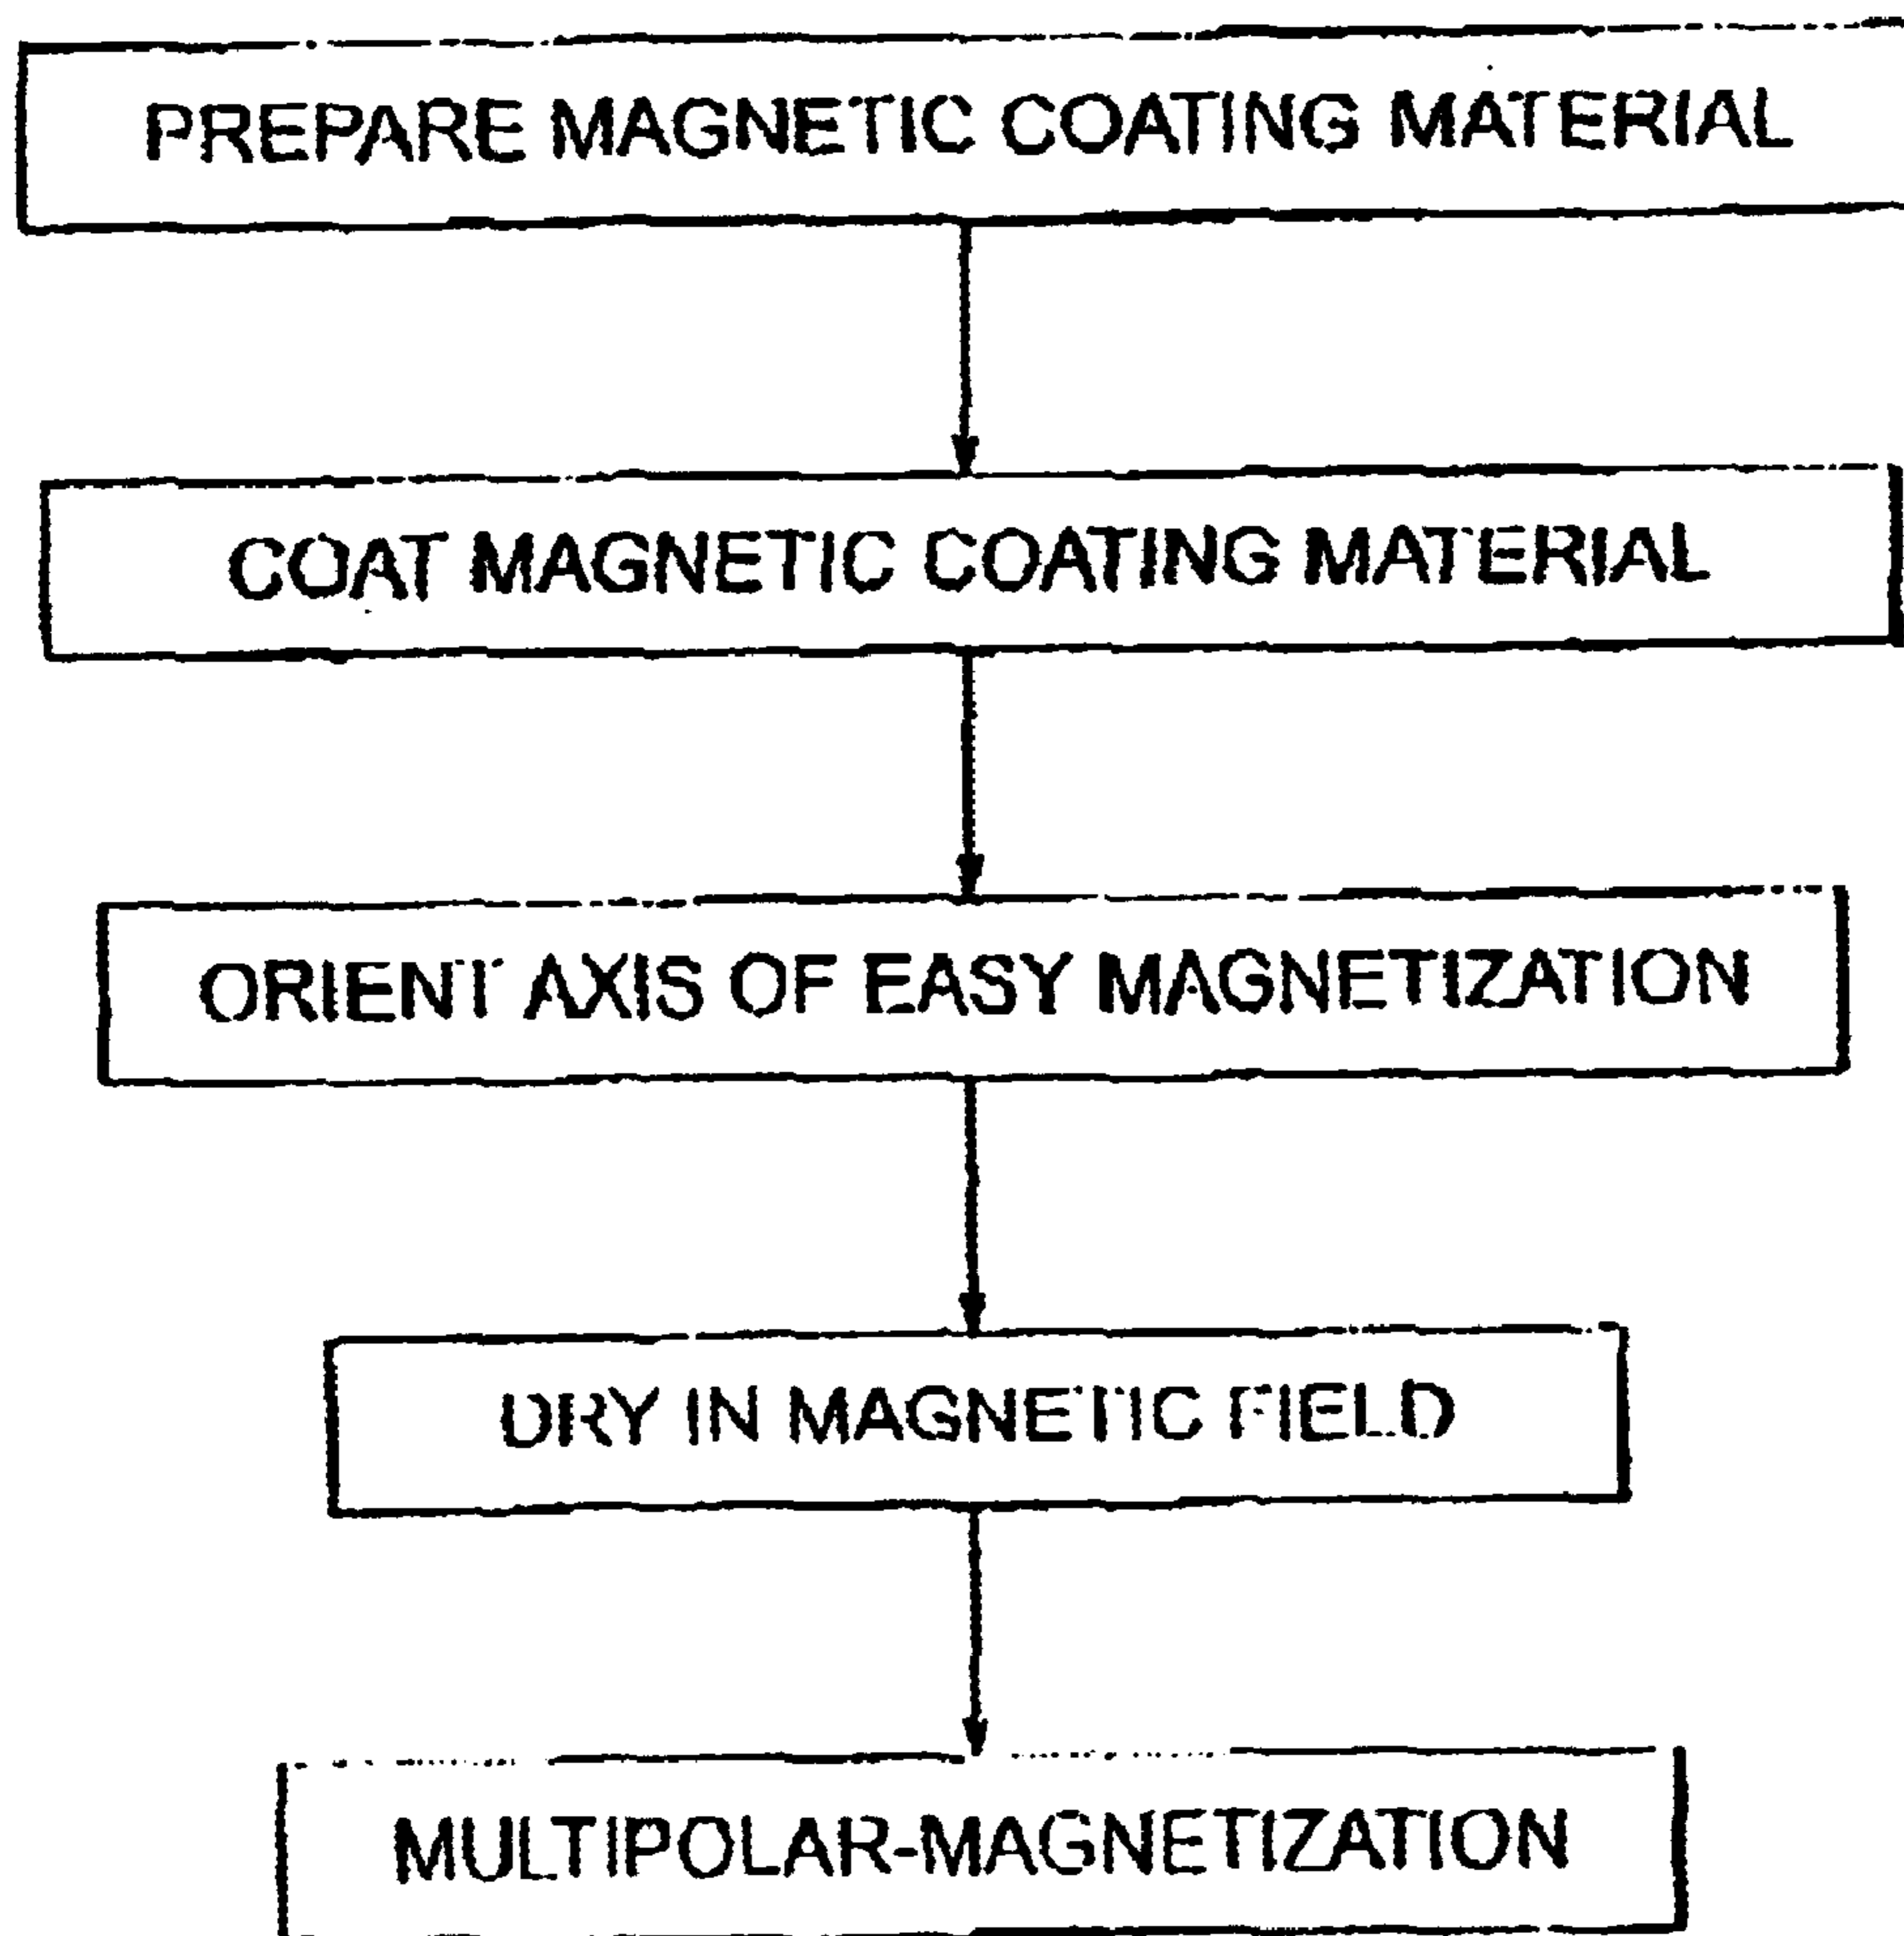 PREPARE MAGNETIC COATING MATERIAL
COAT MAGNETIC COATING MATERIAL
ORIENT AXIS OF EASY MAGNETIZATION
DRY IN MAGNETIC FIELD
MULTIPOLAR-MAGNETIZATION